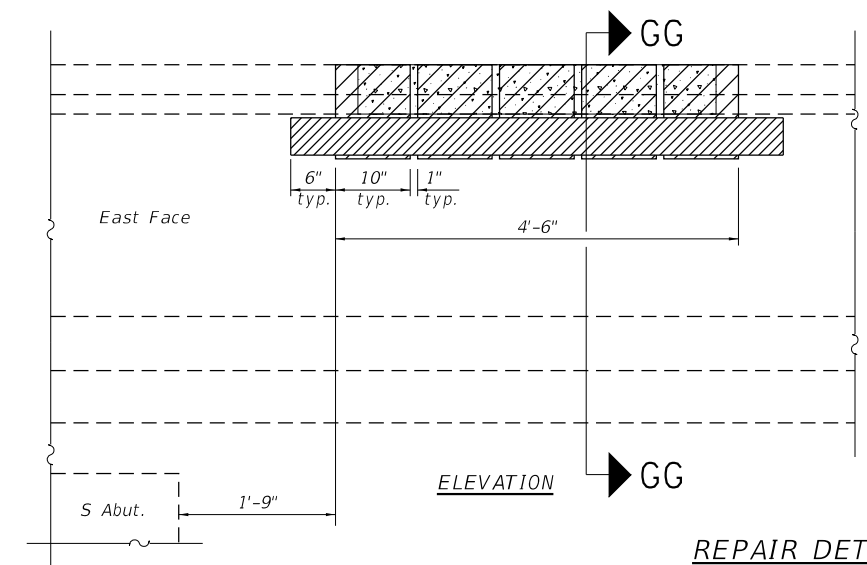 GG
6" 10" 1"
typ. typ. typ.
East Face
4'-6"
ELEVATION
GG
S Abut.
1'-9"
REPAIR DET